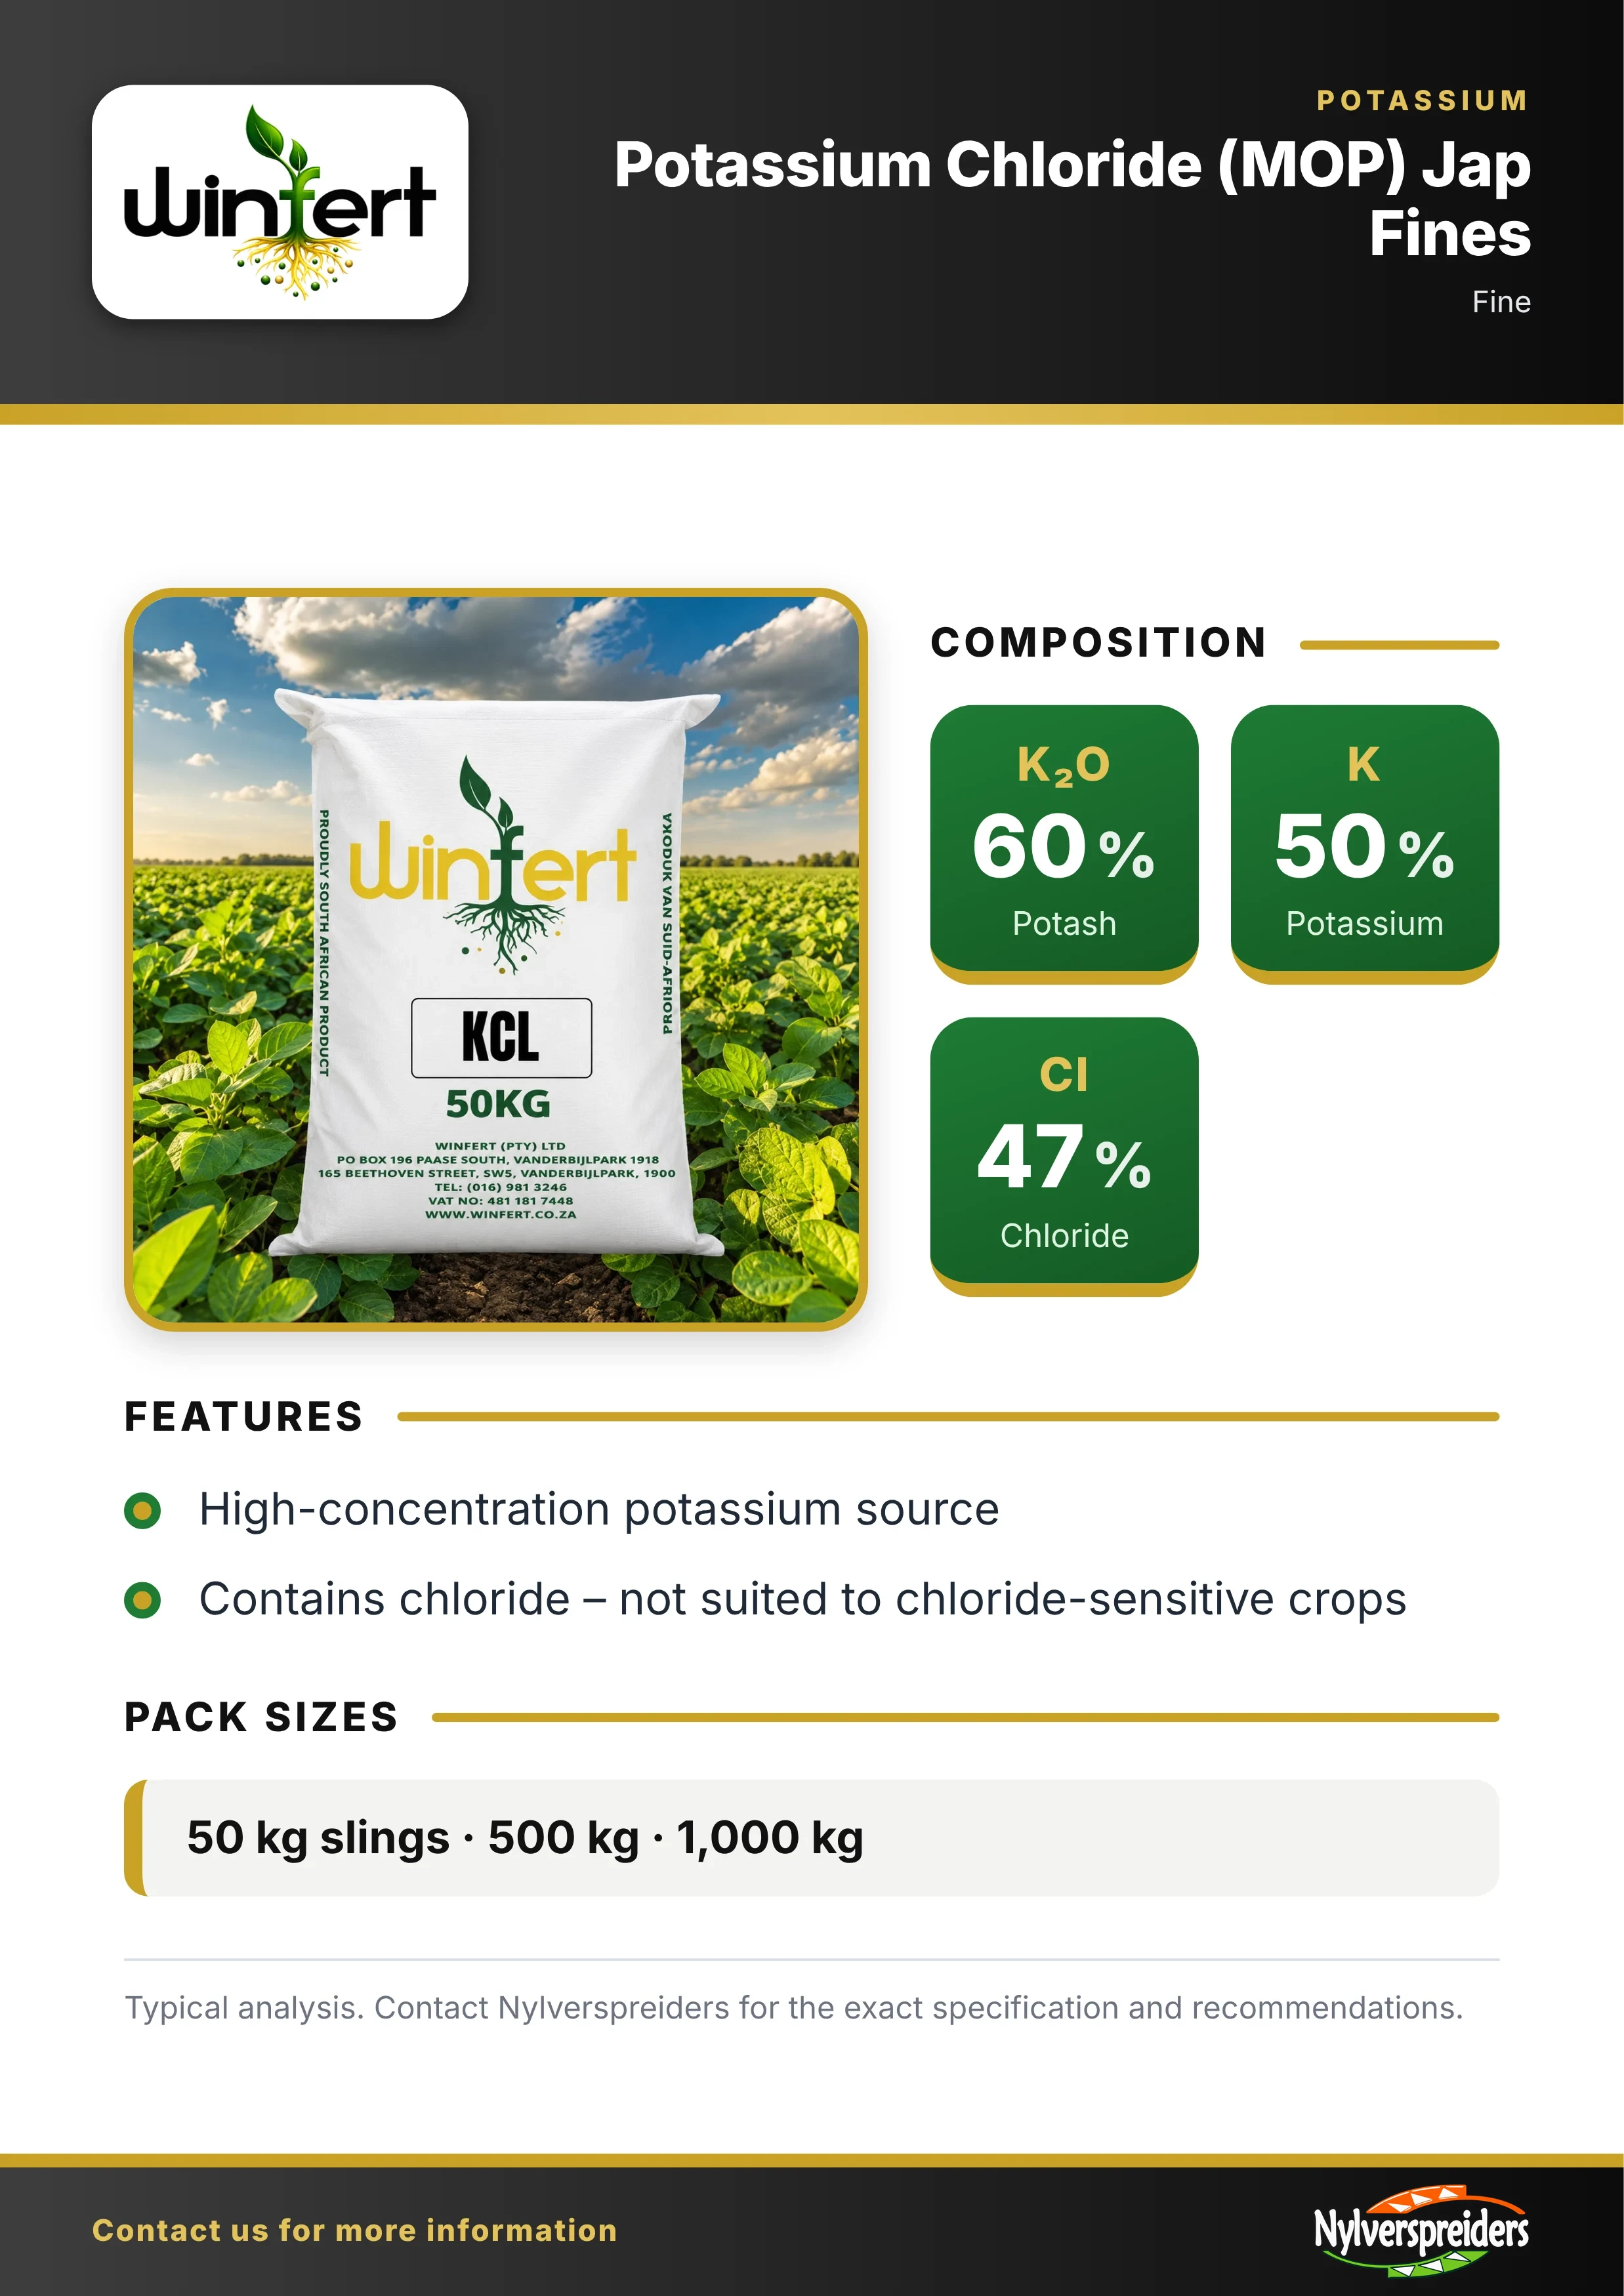 winfert
POTASSIUM
Potassium Chloride (MOP) Jap
Fines
Fine
PROUDLY SOUTH AFRICAN PRODUCT
winfert
PRODUK VAN SUID-AFRIKA
KCL
50KG
WINFERT (PTY) LTD
PO BOX 196 PAASE SOUTH, VANDERBIJLPARK 1918
165 BEETHOVEN STREET, SW5, VANDERBIJLPARK, 1900
TEL: (016) 981 3246
VAT NO: 481 181 7448
WWW.WINFERT.CO.ZA
COMPOSITION
K₂O
60%
Potash
K
50%
Potassium
Cl
47%
Chloride
FEATURES
High-concentration potassium source
Contains chloride – not suited to chloride-sensitive crops
PACK SIZES
50 kg slings · 500 kg · 1,000 kg
Typical analysis. Contact Nylverspreiders for the exact specification and recommendations.
Contact us for more information
Nylverspreiders